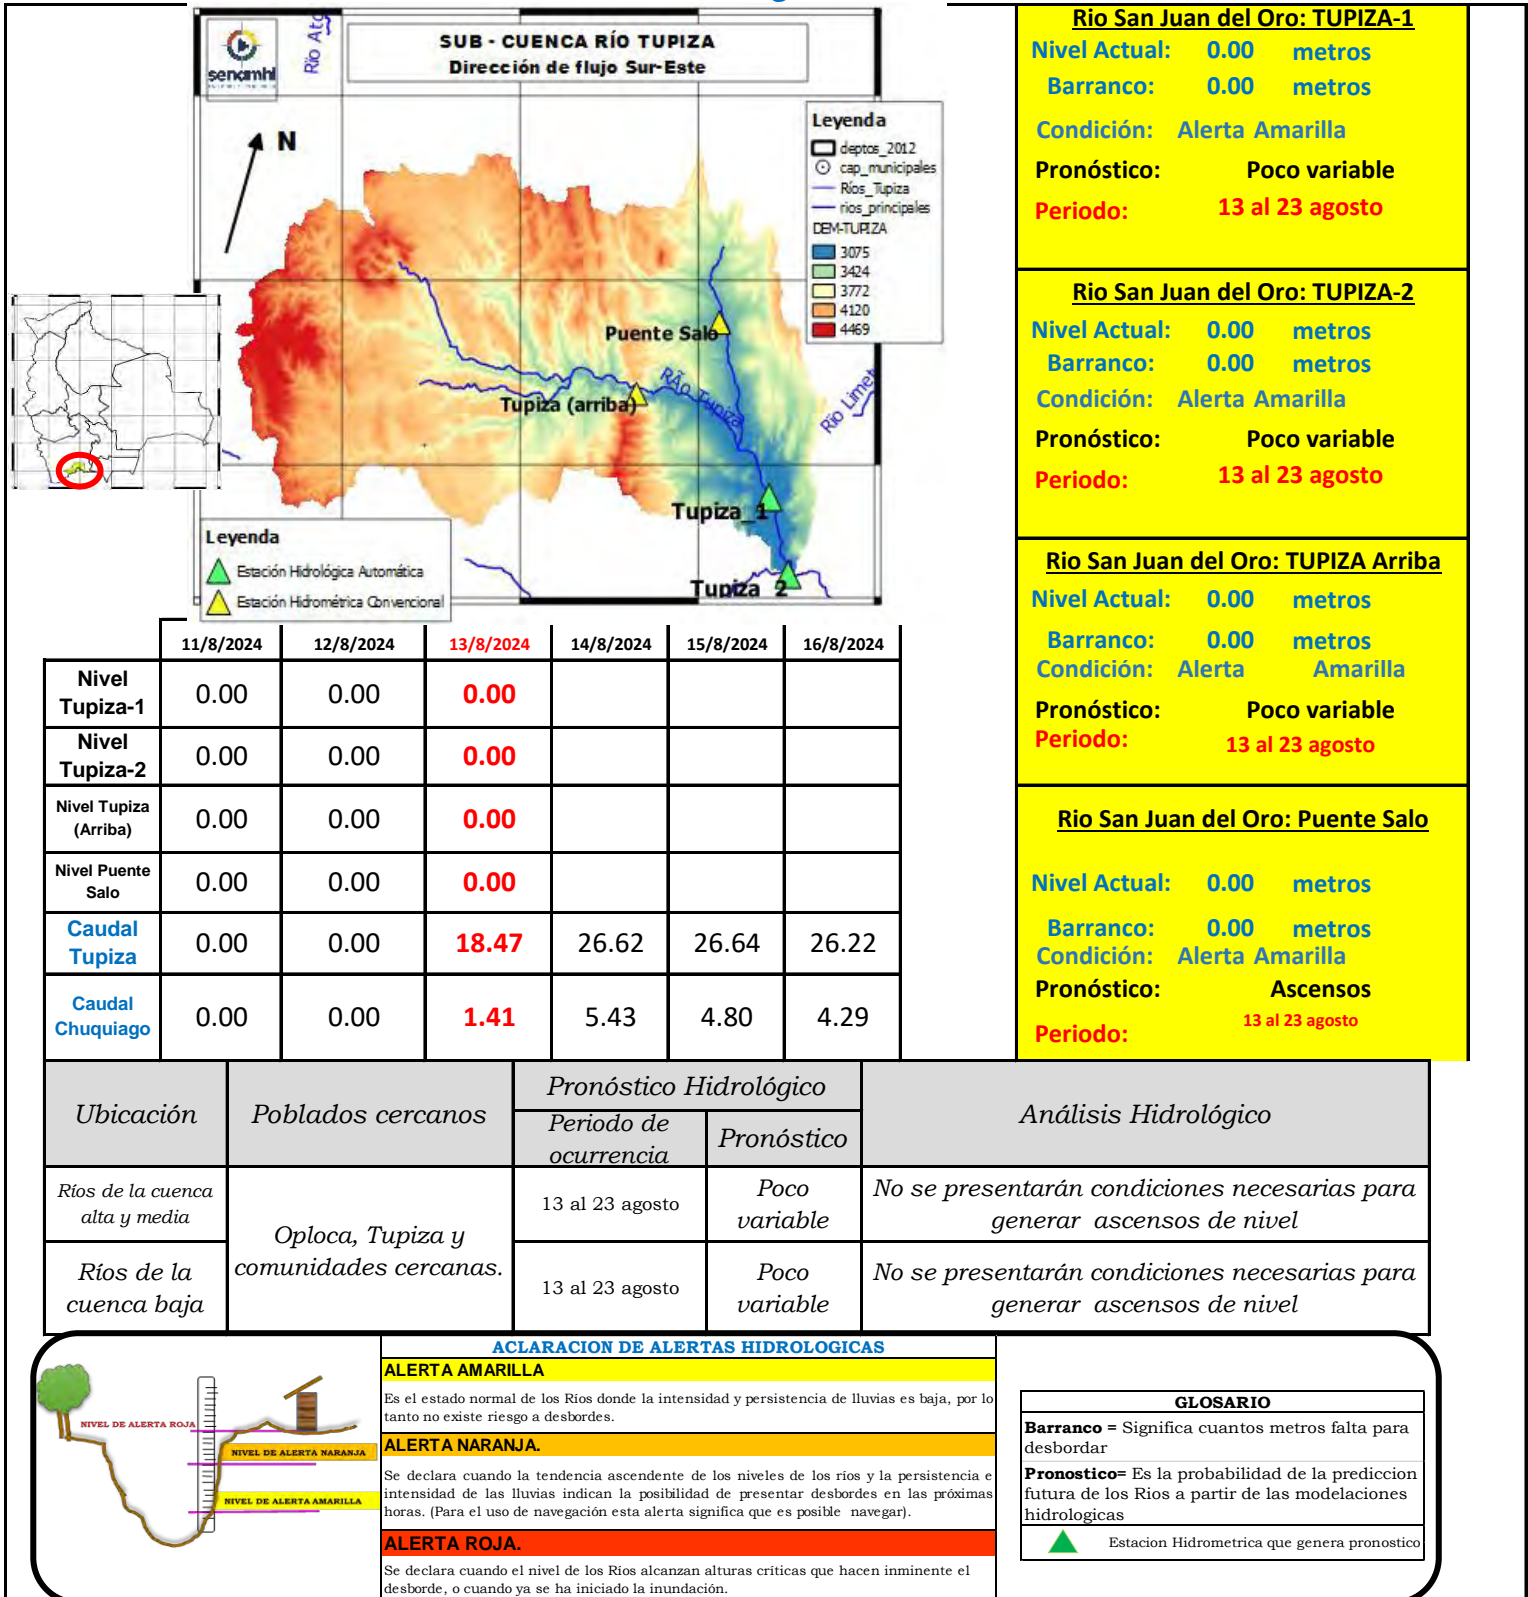 senamhi
Río Ato
SUB - CUENCA RÍO TUPIZA
Dirección de flujo Sur-Este
N
Leyenda
deptos_2012
cap_municipales
Ríos_Tupiza
rios_principales
DEM-TUPIZA
3075
3424
3772
4120
4469
Puente Salo
RÃ­o Tupiza
Tupiza (arriba)
Río Limet
Tupiza_1
Tupiza_2
Leyenda
Estación Hidrológica Automática
Estación Hidrométrica Convencional
Rio San Juan del Oro: TUPIZA-1
Nivel Actual: 0.00 metros
Barranco: 0.00 metros
Condición: Alerta Amarilla
Pronóstico: Poco variable
Periodo: 13 al 23 agosto
Rio San Juan del Oro: TUPIZA-2
Nivel Actual: 0.00 metros
Barranco: 0.00 metros
Condición: Alerta Amarilla
Pronóstico: Poco variable
Periodo: 13 al 23 agosto
Rio San Juan del Oro: TUPIZA Arriba
Nivel Actual: 0.00 metros
Barranco: 0.00 metros
Condición: Alerta Amarilla
Pronóstico: Poco variable
Periodo: 13 al 23 agosto
Rio San Juan del Oro: Puente Salo
Nivel Actual: 0.00 metros
Barranco: 0.00 metros
Condición: Alerta Amarilla
Pronóstico: Ascensos
Periodo: 13 al 23 agosto
11/8/2024 12/8/2024 13/8/2024 14/8/2024 15/8/2024 16/8/2024
Nivel
Tupiza-1 0.00 0.00 0.00
Nivel
Tupiza-2 0.00 0.00 0.00
Nivel Tupiza
(Arriba) 0.00 0.00 0.00
Nivel Puente
Salo 0.00 0.00 0.00
Caudal
Tupiza 0.00 0.00 18.47 26.62 26.64 26.22
Caudal
Chuquiago 0.00 0.00 1.41 5.43 4.80 4.29
Ubicación Poblados cercanos Pronóstico Hidrológico Análisis Hidrológico
Periodo de
ocurrencia Pronóstico
Ríos de la cuenca
alta y media
Oploca, Tupiza y
comunidades cercanas.
13 al 23 agosto
Poco
variable
No se presentarán condiciones necesarias para
generar ascensos de nivel
Ríos de la
cuenca baja
13 al 23 agosto
Poco
variable
No se presentarán condiciones necesarias para
generar ascensos de nivel
NIVEL DE ALERTA ROJA
NIVEL DE ALERTA NARANJA
NIVEL DE ALERTA AMARILLA
ACLARACION DE ALERTAS HIDROLOGICAS
ALERTA AMARILLA
Es el estado normal de los Ríos donde la intensidad y persistencia de lluvias es baja, por lo
tanto no existe riesgo a desbordes.
ALERTA NARANJA.
Se declara cuando la tendencia ascendente de los niveles de los ríos y la persistencia e
intensidad de las lluvias indican la posibilidad de presentar desbordes en las próximas
horas. (Para el uso de navegación esta alerta significa que es posible navegar).
ALERTA ROJA.
Se declara cuando el nivel de los Ríos alcanzan alturas críticas que hacen inminente el
desborde, o cuando ya se ha iniciado la inundación.
GLOSARIO
Barranco = Significa cuantos metros falta para
desbordar
Pronostico= Es la probabilidad de la prediccion
futura de los Rios a partir de las modelaciones
hidrologicas
Estacion Hidrometrica que genera pronostico